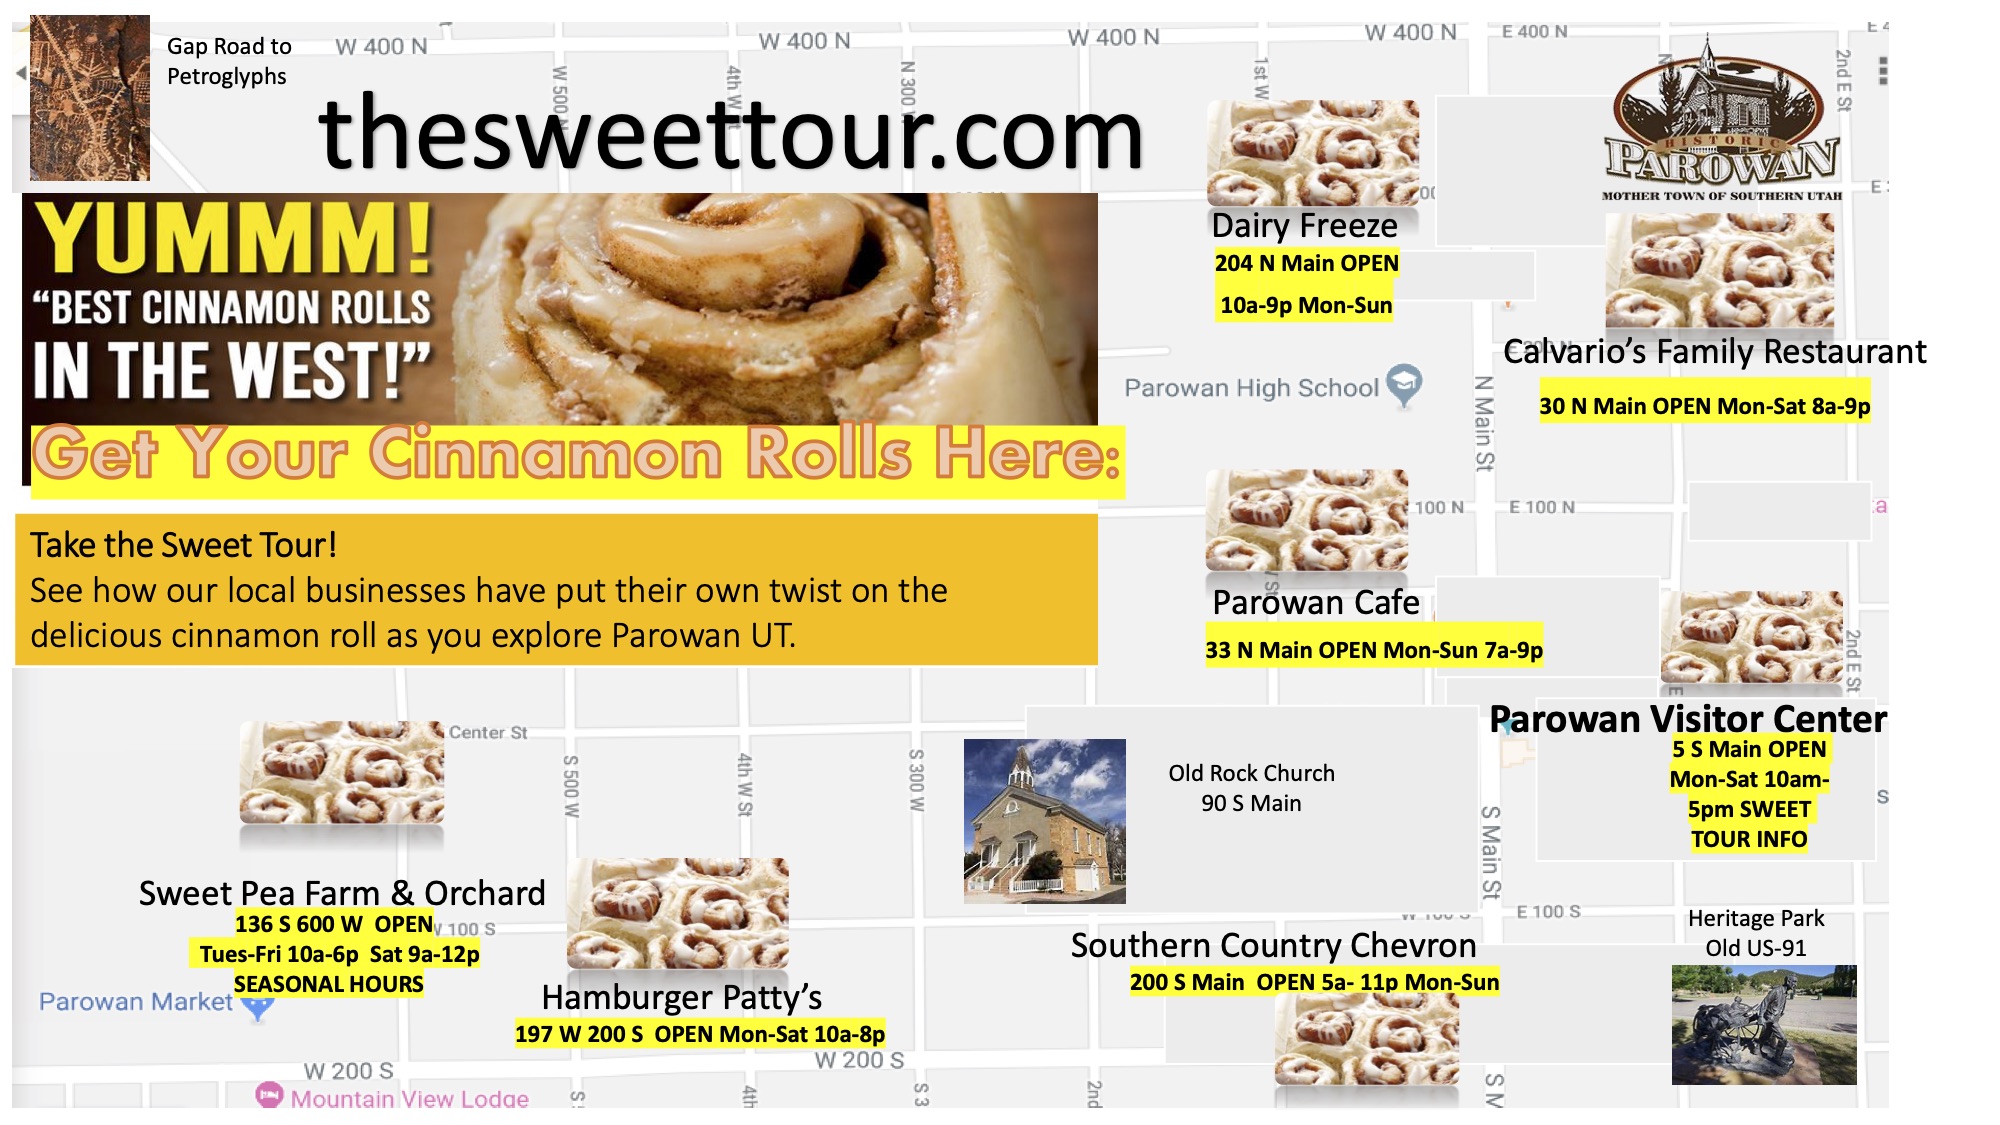 Gap Road to
Petroglyphs
W 400 N
W 400 N
W 400 N
W 400 N
E 400 N
W 500 N
4th W St
N 300 W
1st W
2nd E St
thesweettour.com
HISTORIC
PAROWAN
MOTHER TOWN OF SOUTHERN UTAH
YUMMM!
“BEST CINNAMON ROLLS
IN THE WEST!”
Get Your Cinnamon Rolls Here:
Take the Sweet Tour!
See how our local businesses have put their own twist on the
delicious cinnamon roll as you explore Parowan UT.
Dairy Freeze
204 N Main OPEN
10a-9p Mon-Sun
Calvario’s Family Restaurant
30 N Main OPEN Mon-Sat 8a-9p
Parowan High School
N Main St
100 N
E 100 N
Parowan Cafe
33 N Main OPEN Mon-Sun 7a-9p
2nd E St
Parowan Visitor Center
5 S Main OPEN
Mon-Sat 10am-
5pm SWEET
TOUR INFO
Center St
S 500 W
4th W St
S 300 W
Old Rock Church
90 S Main
S Main St
Sweet Pea Farm & Orchard
136 S 600 W  OPEN
Tues-Fri 10a-6p  Sat 9a-12p
SEASONAL HOURS
W 100 S
Parowan Market
Hamburger Patty’s
197 W 200 S  OPEN Mon-Sat 10a-8p
W 100 S
E 100 S
Southern Country Chevron
200 S Main  OPEN 5a- 11p Mon-Sun
Heritage Park
Old US-91
W 200 S
W 200 S
Mountain View Lodge
4th
S 3
2nd
S M